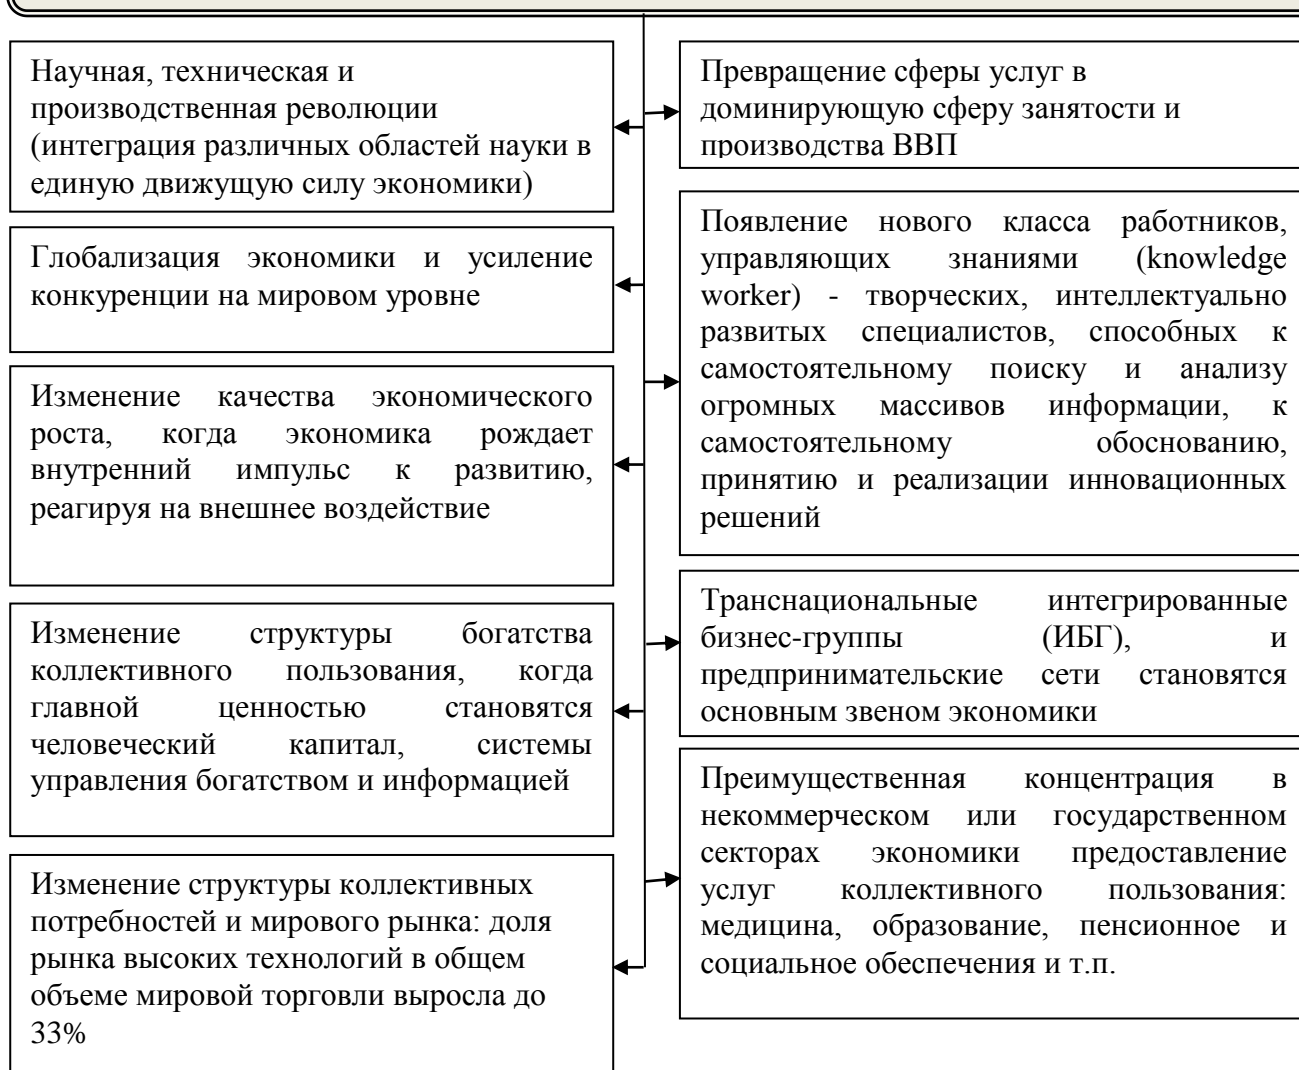 Научная, техническая и
производственная революции
(интеграция различных областей науки в
единую движущую силу экономики)
Глобализация экономики и усиление
конкуренции на мировом уровне
Изменение качества экономического
роста, когда экономика рождает
внутренний импульс к развитию,
реагируя на внешнее воздействие
Изменение структуры богатства
коллективного пользования, когда
главной ценностью становятся
человеческий капитал, системы
управления богатством и информацией
Изменение структуры коллективных
потребностей и мирового рынка: доля
рынка высоких технологий в общем
объеме мировой торговли выросла до
33%
Превращение сферы услуг в
доминирующую сферу занятости и
производства ВВП
Появление нового класса работников,
управляющих знаниями (knowledge
worker) - творческих, интеллектуально
развитых специалистов, способных к
самостоятельному поиску и анализу
огромных массивов информации, к
самостоятельному обоснованию,
принятию и реализации инновационных
решений
Транснациональные интегрированные
бизнес-группы (ИБГ), и
предпринимательские сети становятся
основным звеном экономики
Преимущественная концентрация в
некоммерческом или государственном
секторах экономики предоставление
услуг коллективного пользования:
медицина, образование, пенсионное и
социальное обеспечения и т.п.